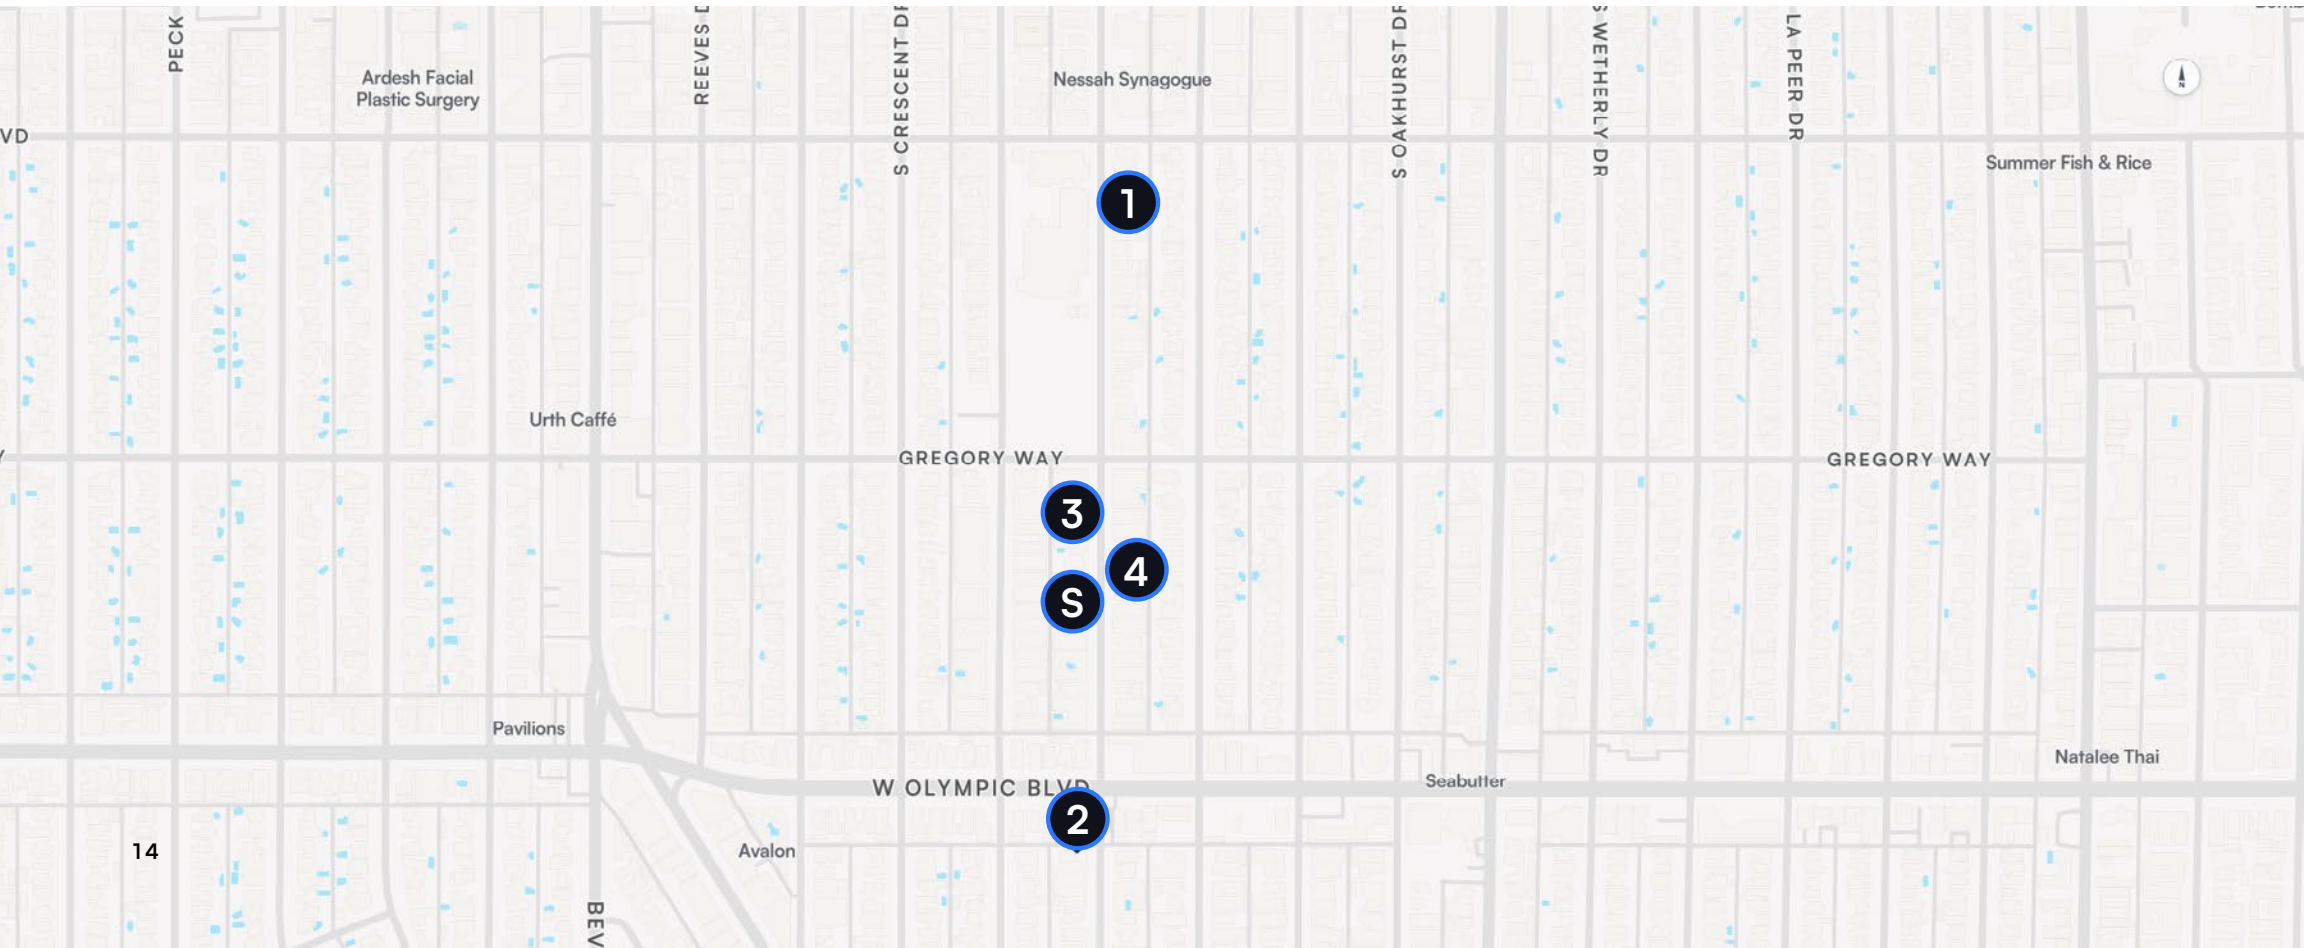 PECK
REEVES D
S CRESCENT DR
S OAKHURST DR
S WETHERLY DR
LA PEER DR
Ardesh Facial
Plastic Surgery
Nessah Synagogue
N
VD
Summer Fish & Rice
1
Urth Caffé
GREGORY WAY
GREGORY WAY
3
4
S
Pavilions
Natalee Thai
Seabutter
W OLYMPIC BLVD
2
Avalon
14
BEV